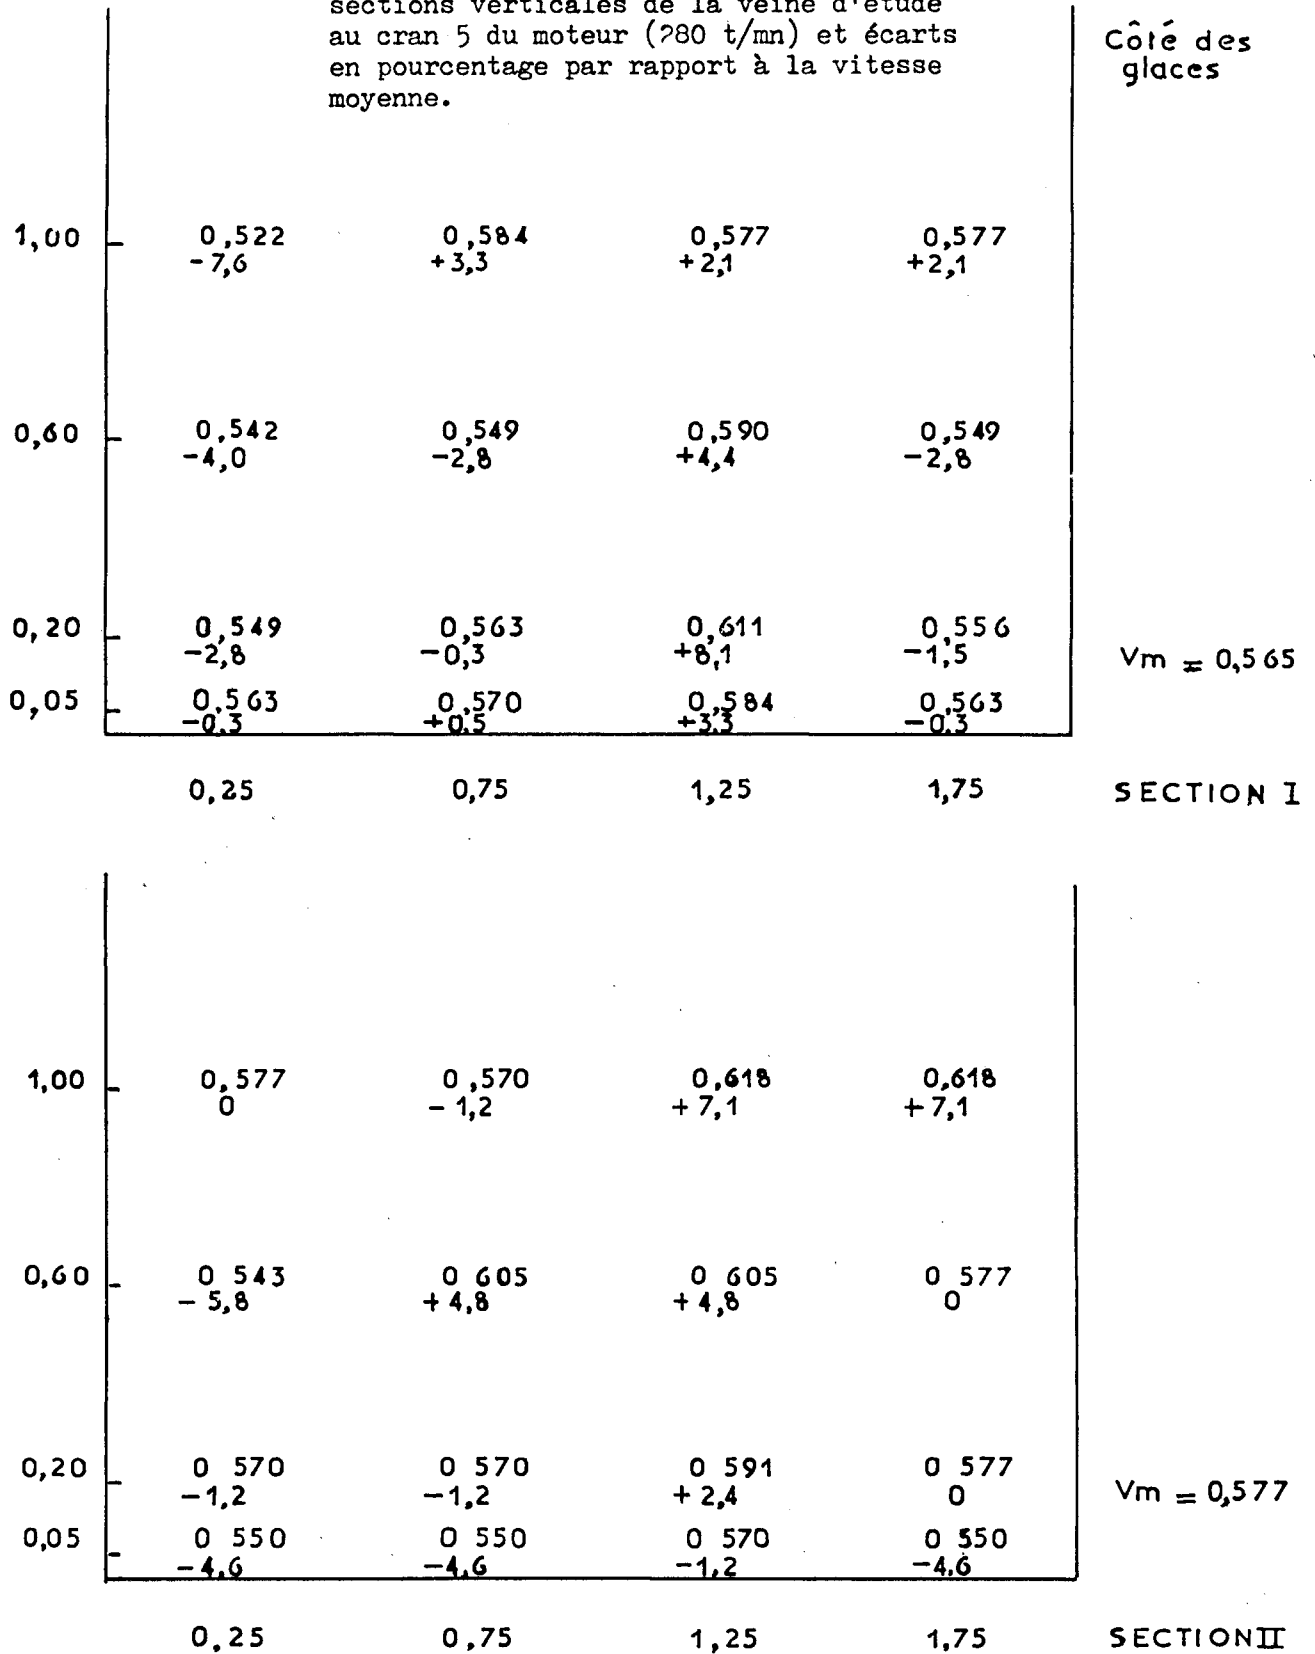 sections verticales de la veine d'étude
au cran 5 du moteur (280 t/mn) et écarts
en pourcentage par rapport à la vitesse
moyenne.
Côté des
glaces
1,00 0,522 0,584 0,577 0,577
-7,6 +3,3 +2,1 +2,1
0,60 0,542 0,549 0,590 0,549
-4,0 -2,8 +4,4 -2,8
0,20 0,549 0,563 0,611 0,556
-2,8 -0,3 +8,1 -1,5
Vm = 0,565
0,05 0,563 0,570 0,584 0,563
-0,3 +0,5 +3,3 -0,3
0,25 0,75 1,25 1,75 SECTION I
1,00 0,577 0,570 0,618 0,618
0 - 1,2 + 7,1 + 7,1
0,60 0 543 0 605 0 605 0 577
- 5,8 + 4,8 + 4,8 0
0,20 0 570 0 570 0 591 0 577
-1,2 -1,2 + 2,4 0
Vm = 0,577
0,05 0 550 0 550 0 570 0 550
-4,6 -4,6 -1,2 -4,6
0,25 0,75 1,25 1,75 SECTION II